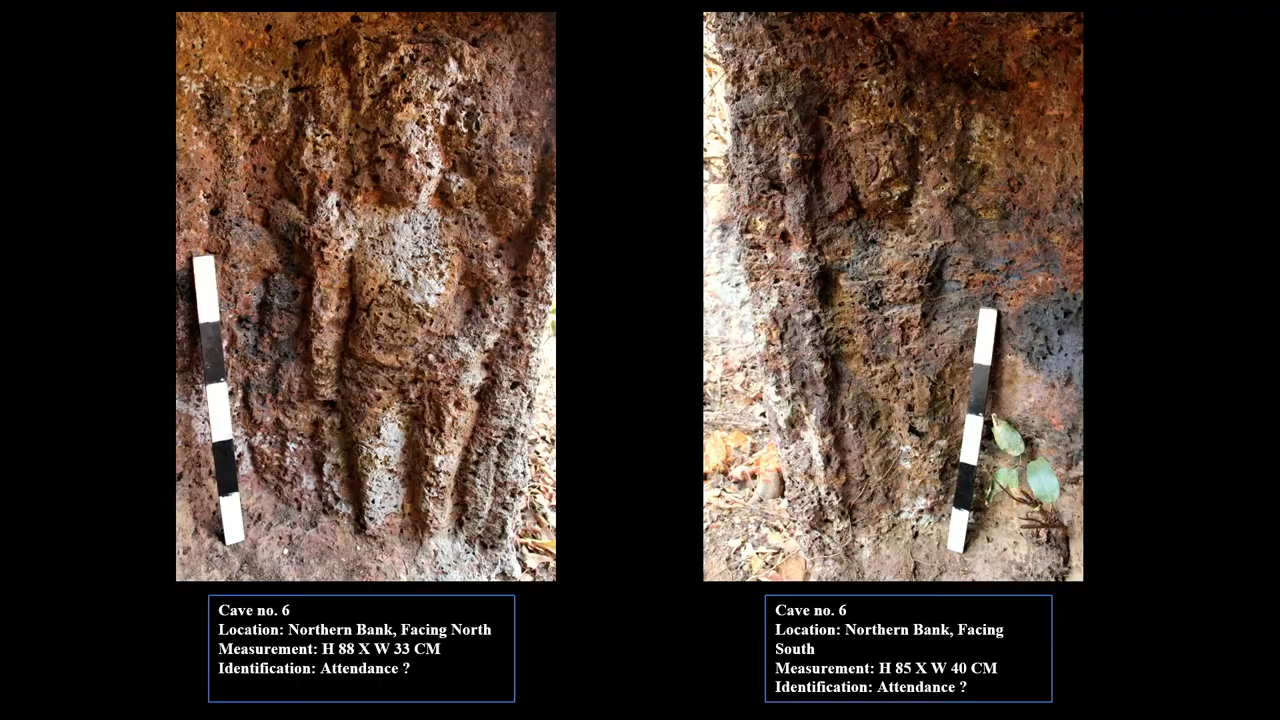 Cave no. 6
Location: Northern Bank, Facing North
Measurement: H 88 X W 33 CM
Identification: Attendance ?
Cave no. 6
Location: Northern Bank, Facing
South
Measurement: H 85 X W 40 CM
Identification: Attendance ?